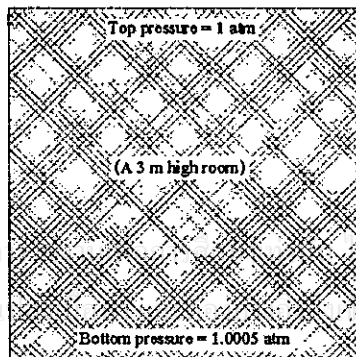 Top pressure = 1 atm
(A 3 m high room)
Bottom pressure = 1.0005 atm